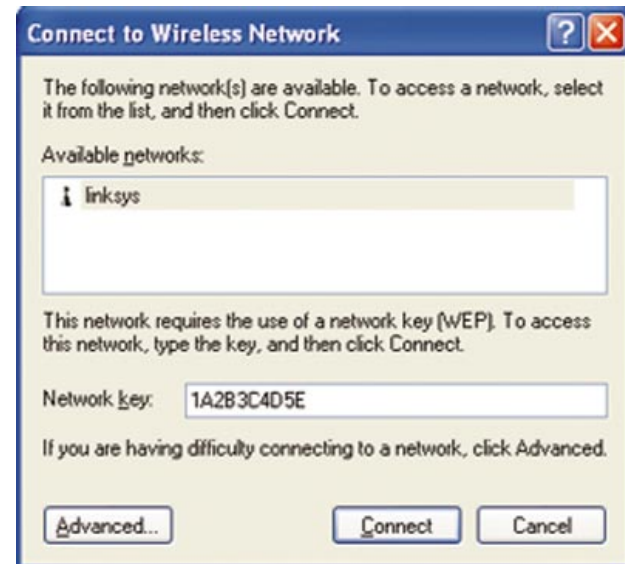 Connect to Wireless Network
The following network(s) are available. To access a network, select
it from the list, and then click Connect.
Available networks:
linksys
This network requires the use of a network key (WEP). To access
this network, type the key, and then click Connect.
Network key: 1A2B3C4D5E
If you are having difficulty connecting to a network, click Advanced.
Advanced... Connect Cancel